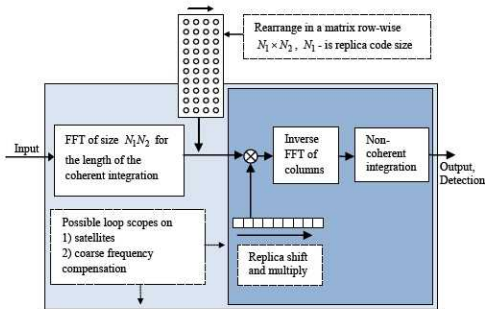 Rearrange in a matrix row-wise
N₁ × N₂ , N₁ - is replica code size
Input
FFT of size N₁N₂ for
the length of the
coherent integration
Inverse
FFT of
columns
Non-
coherent
integration
Output,
Detection
Possible loop scopes on
1) satellites
2) coarse frequency
compensation
Replica shift
and multiply